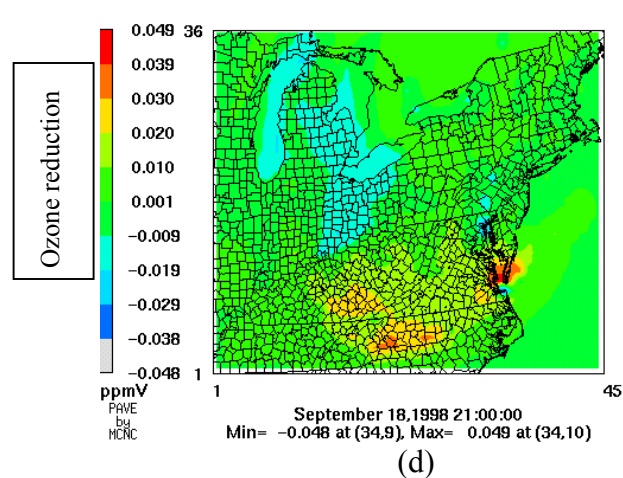 Ozone reduction
0.049
0.039
0.030
0.020
0.010
0.001
−0.009
−0.019
−0.029
−0.038
−0.048
ppmV
PAVE
by
MCNC
36
1
1
45
September 18,1998 21:00:00
Min= −0.048 at (34,9), Max= 0.049 at (34,10)
(d)